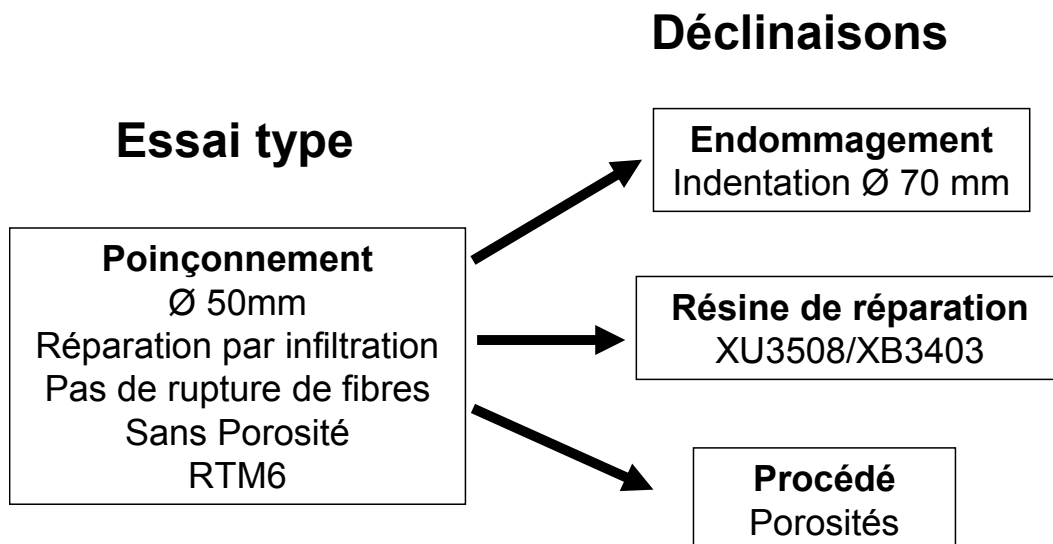 Déclinaisons
Essai type
Poinçonnement
Ø 50mm
Réparation par infiltration
Pas de rupture de fibres
Sans Porosité
RTM6
Endommagement
Indentation Ø 70 mm
Résine de réparation
XU3508/XB3403
Procédé
Porosités